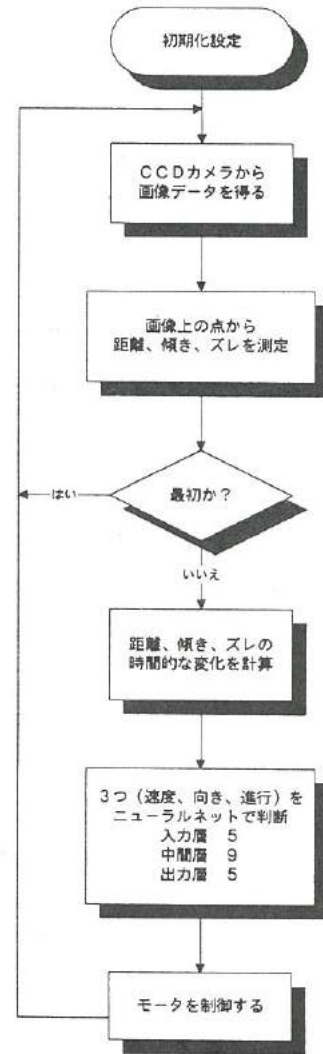 初期化設定
CCDカメラから
画像データを得る
画像上の点から
距離、傾き、ズレを測定
最初か？
はい
いいえ
距離、傾き、ズレの
時間的な変化を計算
3つ（速度、向き、進行）を
ニューラルネットで判断
入力層 5
中間層 9
出力層 5
モータを制御する